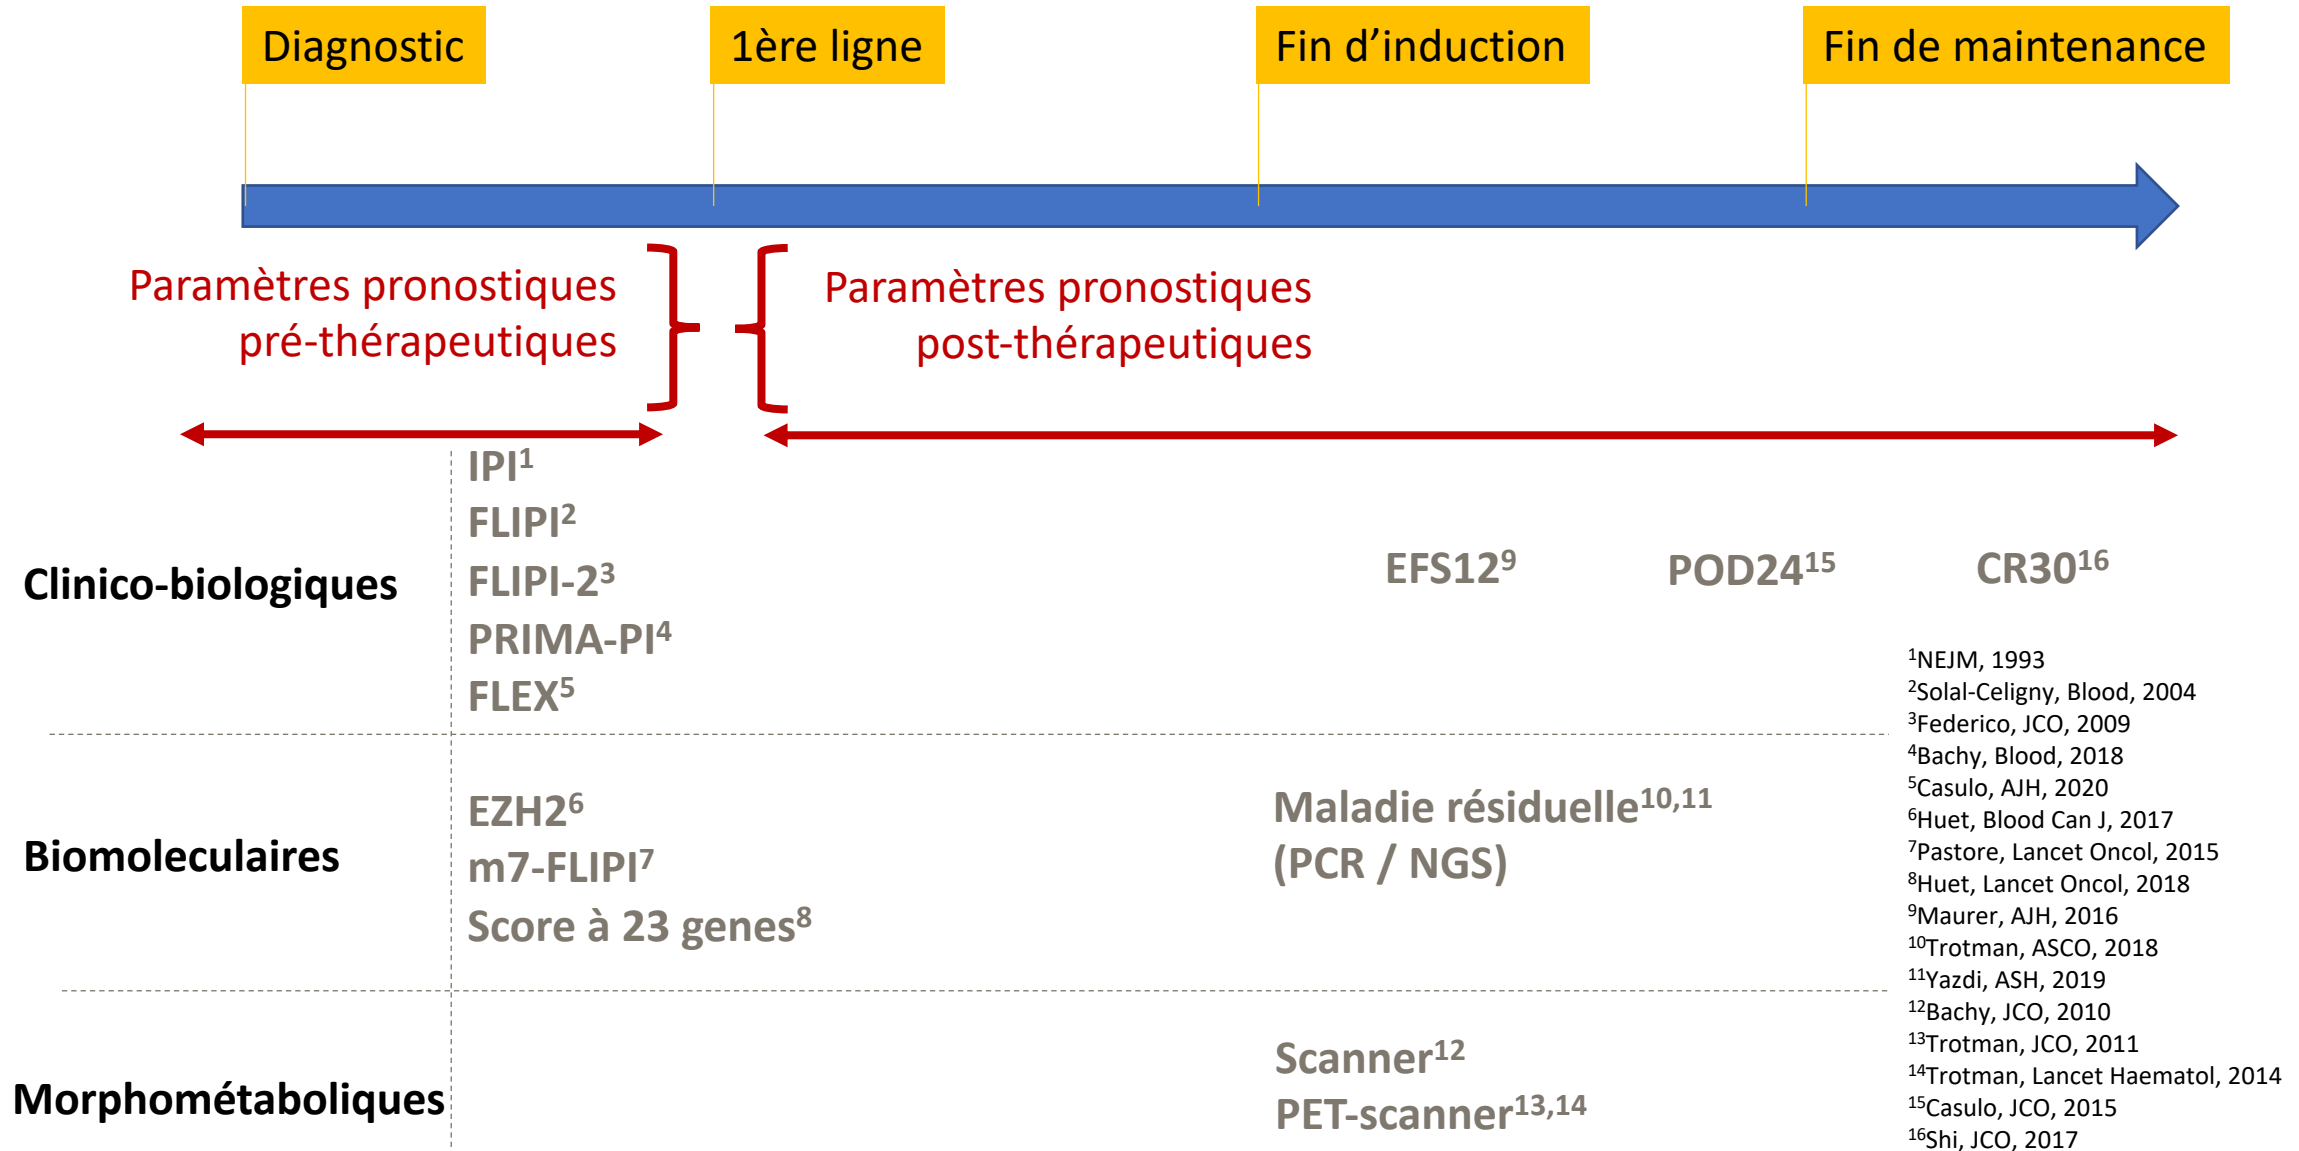 Diagnostic
1ère ligne
Fin d’induction
Fin de maintenance
Paramètres pronostiques
pré-thérapeutiques
Paramètres pronostiques
post-thérapeutiques
Clinico-biologiques
IPI¹
FLIPI²
FLIPI-2³
PRIMA-PI⁴
FLEX⁵
EFS12⁹
POD24¹⁵
CR30¹⁶
Biomoleculaires
EZH2⁶
m7-FLIPI⁷
Score à 23 genes⁸
Maladie résiduelle¹⁰,¹¹
(PCR / NGS)
Morphométaboliques
Scanner¹²
PET-scanner¹³,¹⁴
¹NEJM, 1993
²Solal-Celigny, Blood, 2004
³Federico, JCO, 2009
⁴Bachy, Blood, 2018
⁵Casulo, AJH, 2020
⁶Huet, Blood Can J, 2017
⁷Pastore, Lancet Oncol, 2015
⁸Huet, Lancet Oncol, 2018
⁹Maurer, AJH, 2016
¹⁰Trotman, ASCO, 2018
¹¹Yazdi, ASH, 2019
¹²Bachy, JCO, 2010
¹³Trotman, JCO, 2011
¹⁴Trotman, Lancet Haematol, 2014
¹⁵Casulo, JCO, 2015
¹⁶Shi, JCO, 2017